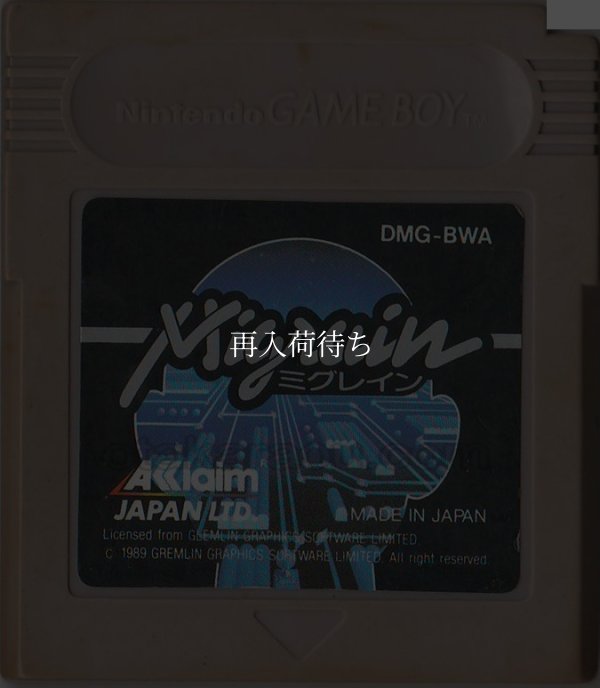 Nintendo GAME BOY TM
DMG-BWA
Migrain
再入荷待ち
ミグレイン
AKklaim
JAPAN LTD.
MADE IN JAPAN
Licensed from GREMLIN GRAPHICS SOFTWARE LIMITED.
© 1989 GREMLIN GRAPHICS SOFTWARE LIMITED. All right reserved.